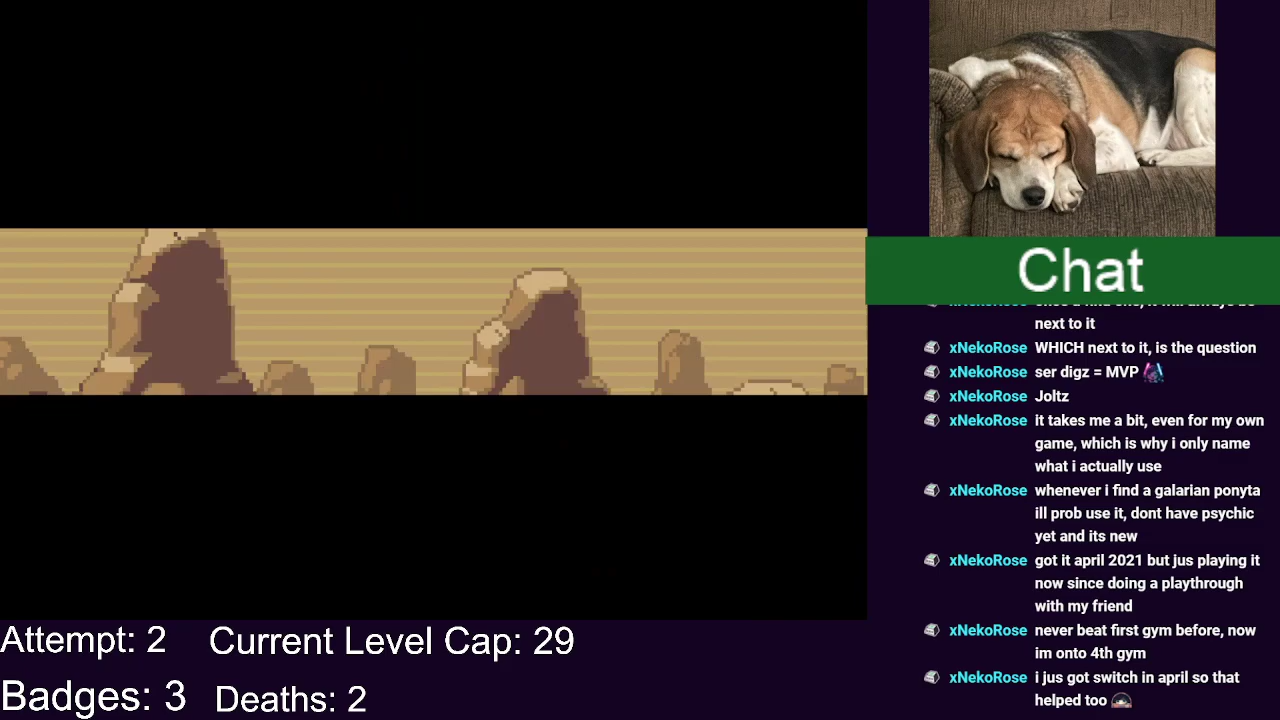 Chat
next to it
xNekoRose WHICH next to it, is the question
xNekoRose ser digz = MVP
xNekoRose Joltz
xNekoRose it takes me a bit, even for my own
game, which is why i only name
what i actually use
xNekoRose whenever i find a galarian ponyta
ill prob use it, dont have psychic
yet and its new
xNekoRose got it april 2021 but jus playing it
now since doing a playthrough
with my friend
xNekoRose never beat first gym before, now
im onto 4th gym
xNekoRose i jus got switch in april so that
helped too
Attempt: 2 Current Level Cap: 29
Badges: 3 Deaths: 2